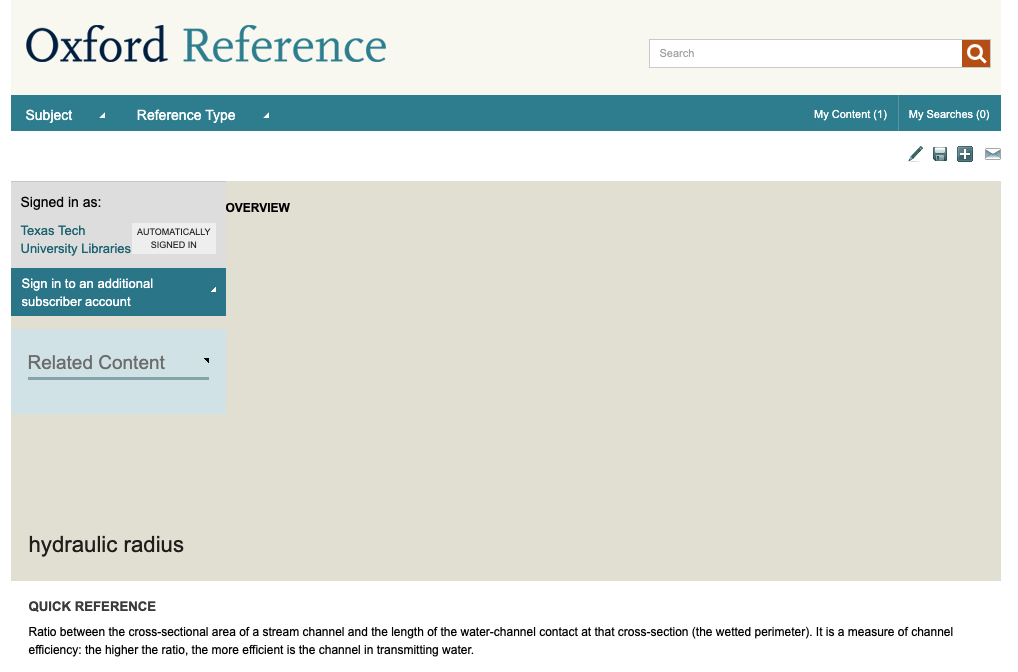 Oxford Reference
Search
Subject
Reference Type
My Content (1)
My Searches (0)
Signed in as:
Texas Tech
University Libraries
AUTOMATICALLY
SIGNED IN
OVERVIEW
Sign in to an additional
subscriber account
Related Content
hydraulic radius
QUICK REFERENCE
Ratio between the cross-sectional area of a stream channel and the length of the water-channel contact at that cross-section (the wetted perimeter). It is a measure of channel
efficiency: the higher the ratio, the more efficient is the channel in transmitting water.